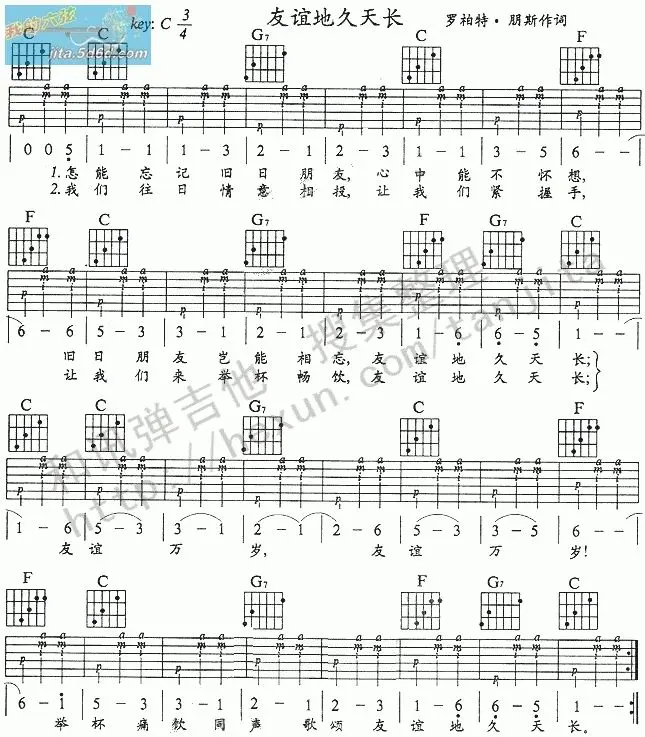 我的六弦
jita.5d6d.com
key: C 3/4
友谊地久天长
罗柏特·朋斯作词
C C G7 C F
0 0 5 | 1 - 1 | 1 - 3 | 2 - 1 | 2 - 3 | 1 - 1 | 3 - 5 | 6 - -
1.怎能忘记旧日朋友,心中能不怀想,
2.我们往日情意相投,让我们紧握手,
F C G7 C F G7 C
6 - 6 | 5 - 3 | 3 - 1 | 2 - 1 | 2 - 3 | 1 - 6 | 6 - 5 | 1 - -
旧日朋友岂能相忘,友谊地久天长;
让我们来举杯畅饮,友谊地久天长;
C C G7 C F
1 - 6 | 5 - 3 | 3 - 1 | 2 - 1 | 2 - 6 | 5 - 3 | 3 - 5 | 6 - -
友谊万岁,友谊万岁!
F C G7 F G7 C
6 - i | 5 - 3 | 3 - 1 | 2 - 1 | 2 - 3 | 1 - 6 | 6 - 5 | 1 - -
举杯痛饮同声歌颂友谊地久天长。
和讯弹吉他 搜集整理
http://hexun.com/tanjita